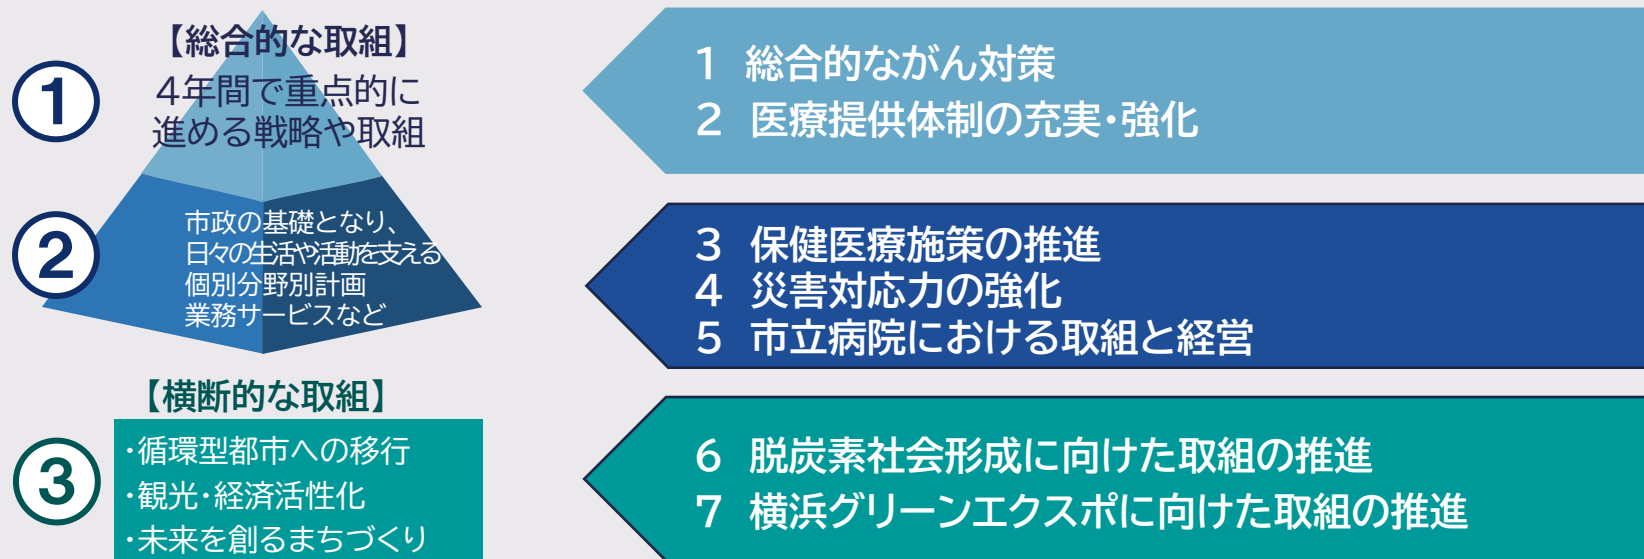 【総合的な取組】
①
4年間で重点的に
進める戦略や取組
1 総合的ながん対策
2 医療提供体制の充実・強化
②
市政の基礎となり、
日々の生活や活動を支える
個別分野別計画
業務サービスなど
3 保健医療施策の推進
4 災害対応力の強化
5 市立病院における取組と経営
【横断的な取組】
③
・循環型都市への移行
・観光・経済活性化
・未来を創るまちづくり
6 脱炭素社会形成に向けた取組の推進
7 横浜グリーンエクスポに向けた取組の推進